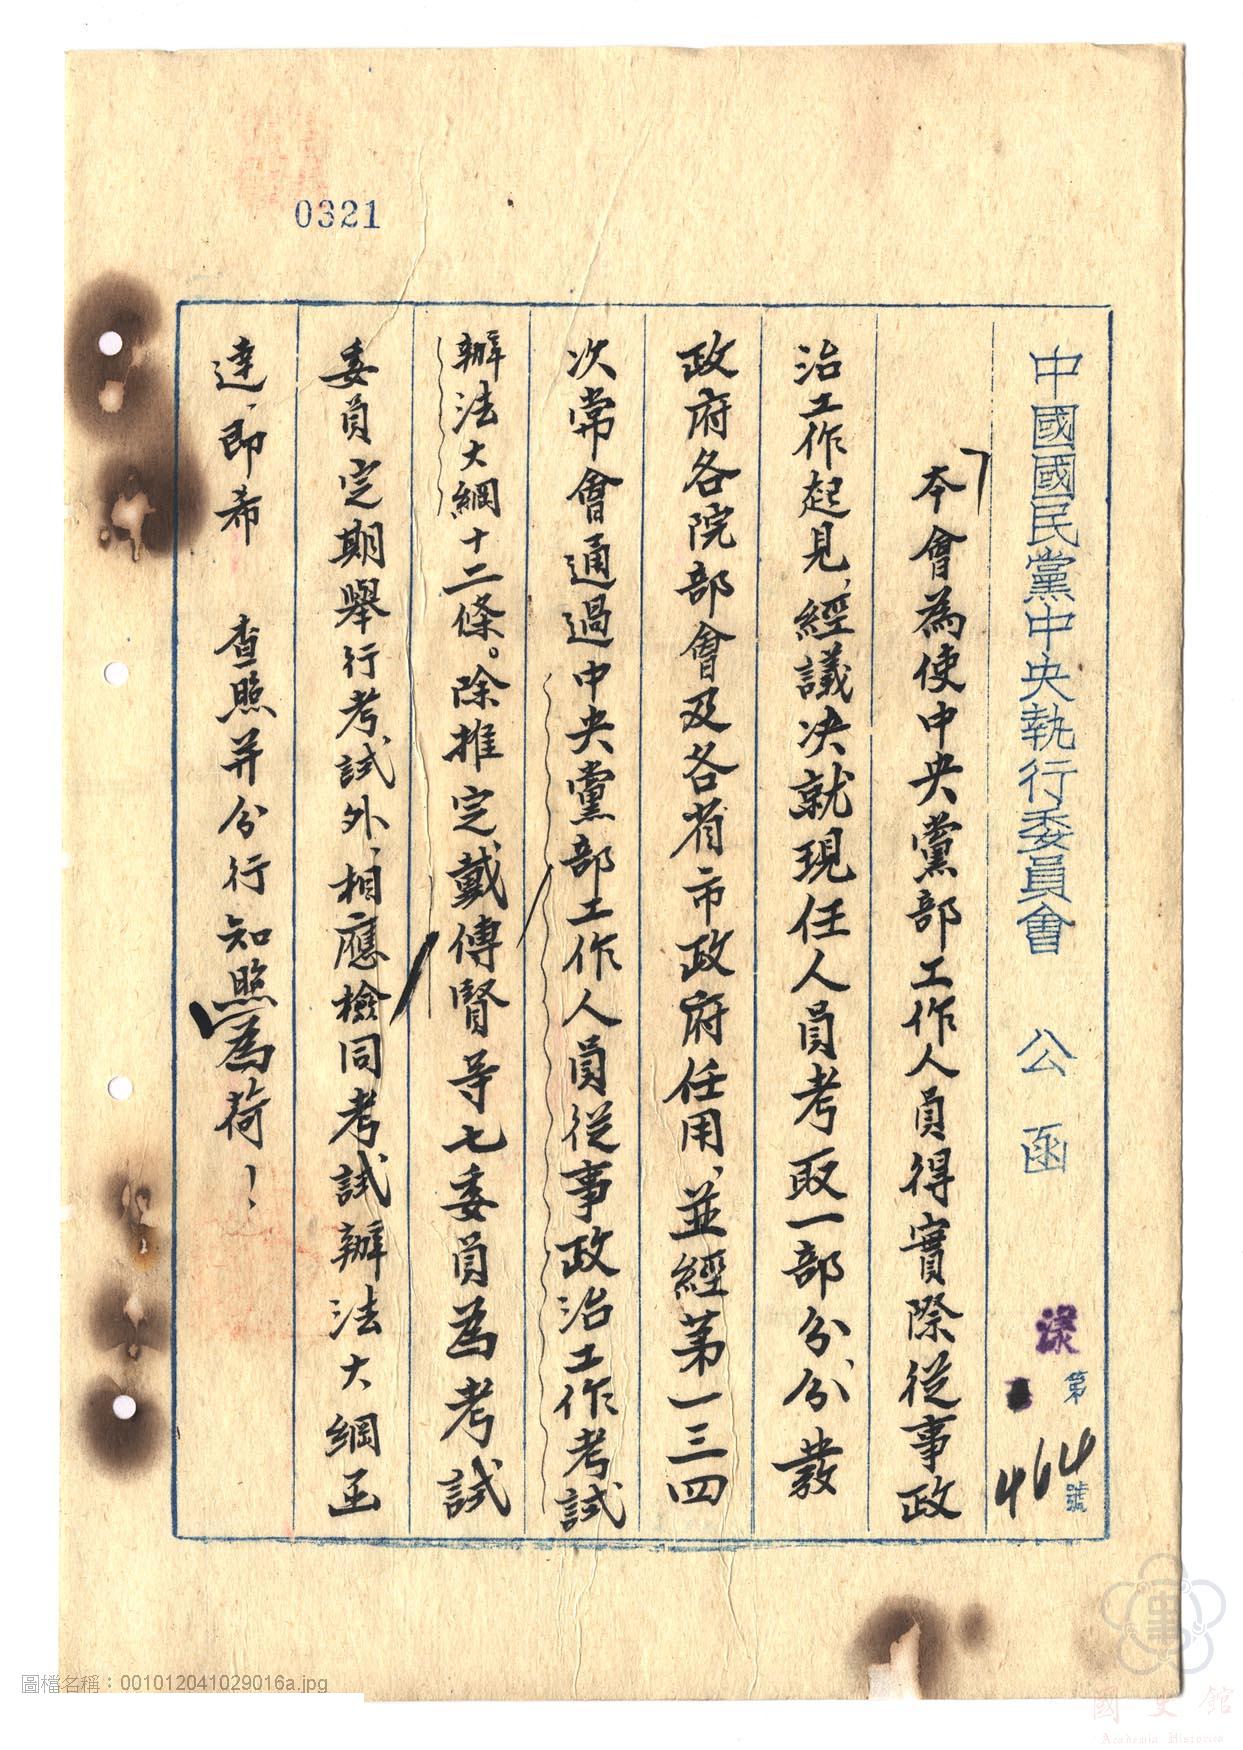 0321
中國國民黨中央執行委員會 公函
渝 第464號
本會為使中央黨部工作人員得實際從事政
治工作起見、經議決就現任人員考取一部分、分發
政府各院部會及各省市政府任用、並經第一三四
次常會通過中央黨部工作人員從事政治工作考試
辦法大綱十二條。除推定戴傳賢等七委員為考試
委員定期舉行考試外、相應檢同考試辦法大綱函
達、即希 查照并分行知照為荷！
圖檔名稱：001012041029016a.jpg
國史館
Academia Historica